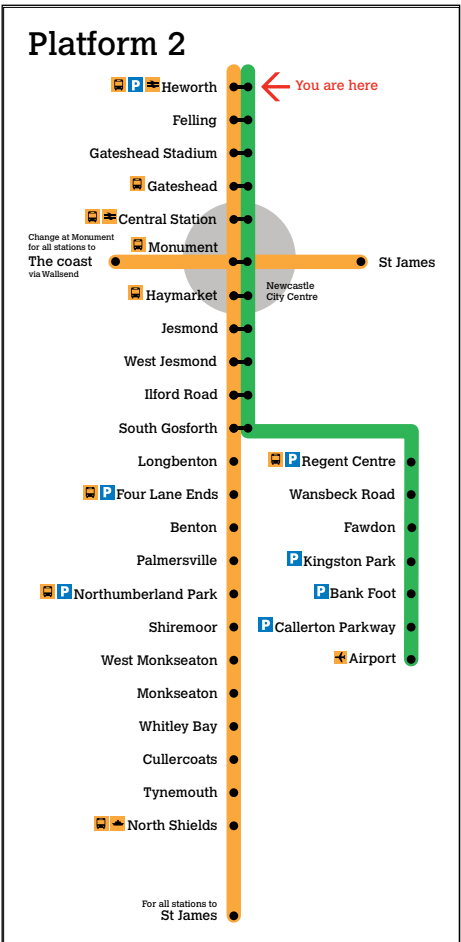 Platform 2
P Heworth
You are here
Felling
Gateshead Stadium
Gateshead
Central Station
Change at Monument
for all stations to
The coast
via Wallsend
Monument
St James
Newcastle
City Centre
Haymarket
Jesmond
West Jesmond
Ilford Road
South Gosforth
Longbenton
P Regent Centre
P Four Lane Ends
Wansbeck Road
Benton
Fawdon
Palmersville
P Kingston Park
P Northumberland Park
P Bank Foot
Shiremoor
P Callerton Parkway
West Monkseaton
Airport
Monkseaton
Whitley Bay
Cullercoats
Tynemouth
North Shields
For all stations to
St James